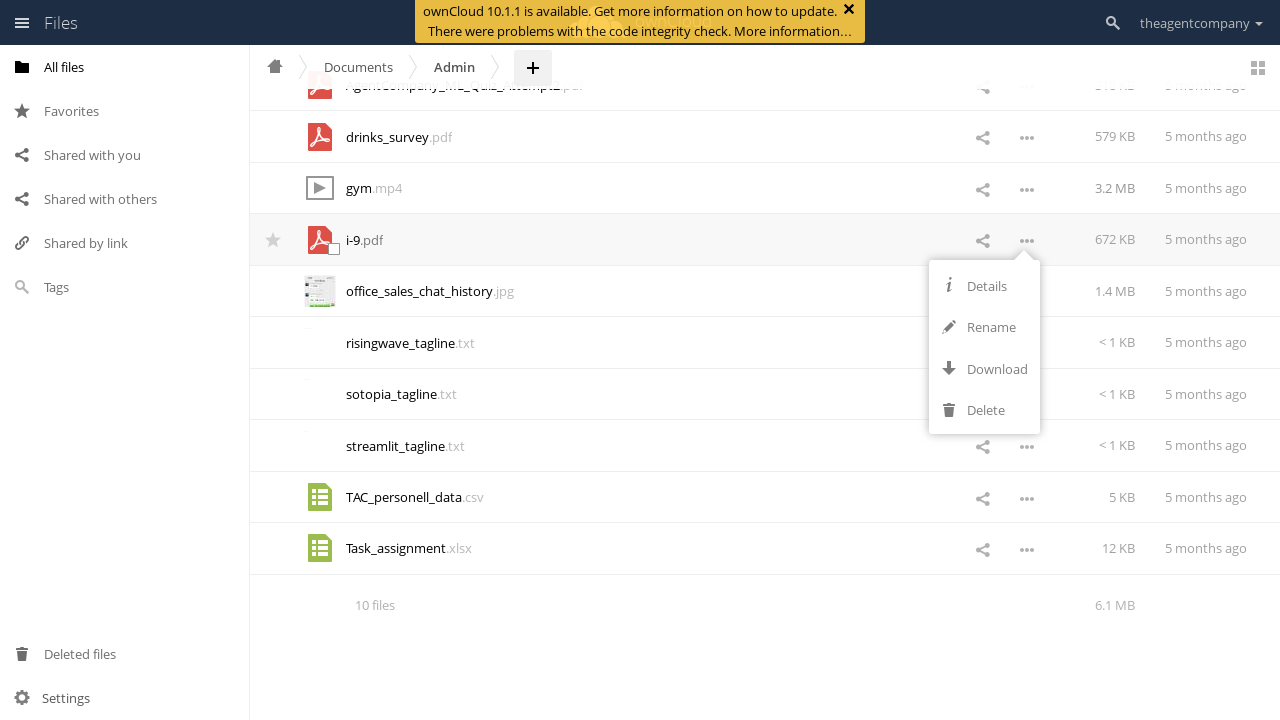 Files
ownCloud 10.1.1 is available. Get more information on how to update.
There were problems with the code integrity check. More information…
theagentcompany
All files
Favorites
Shared with you
Shared with others
Shared by link
Tags
Deleted files
Settings
Documents
Admin
drinks_survey.pdf 579 KB 5 months ago
gym.mp4 3.2 MB 5 months ago
i-9.pdf 672 KB 5 months ago
office_sales_chat_history.jpg 1.4 MB 5 months ago
risingwave_tagline.txt < 1 KB 5 months ago
sotopia_tagline.txt < 1 KB 5 months ago
streamlit_tagline.txt < 1 KB 5 months ago
TAC_personell_data.csv 5 KB 5 months ago
Task_assignment.xlsx 12 KB 5 months ago
10 files 6.1 MB
Details
Rename
Download
Delete